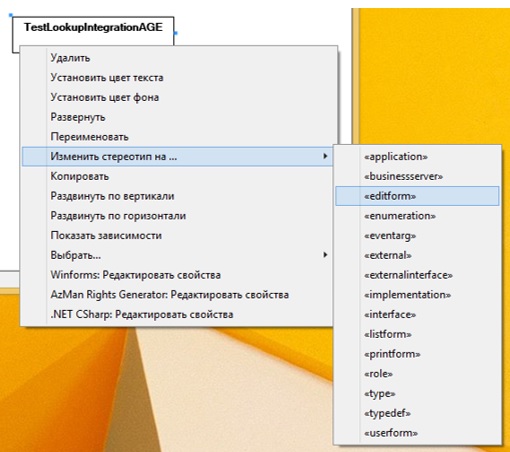 TestLookupIntegrationAGE
Удалить
Установить цвет текста
Установить цвет фона
Развернуть
Переименовать
Изменить стереотип на ...
Копировать
Раздвинуть по вертикали
Раздвинуть по горизонтали
Показать зависимости
Выбрать...
Winforms: Редактировать свойства
AzMan Rights Generator: Редактировать свойства
.NET CSharp: Редактировать свойства
«application»
«businessserver»
«editform»
«enumeration»
«eventarg»
«external»
«externalinterface»
«implementation»
«interface»
«listform»
«printform»
«role»
«type»
«typedef»
«userform»